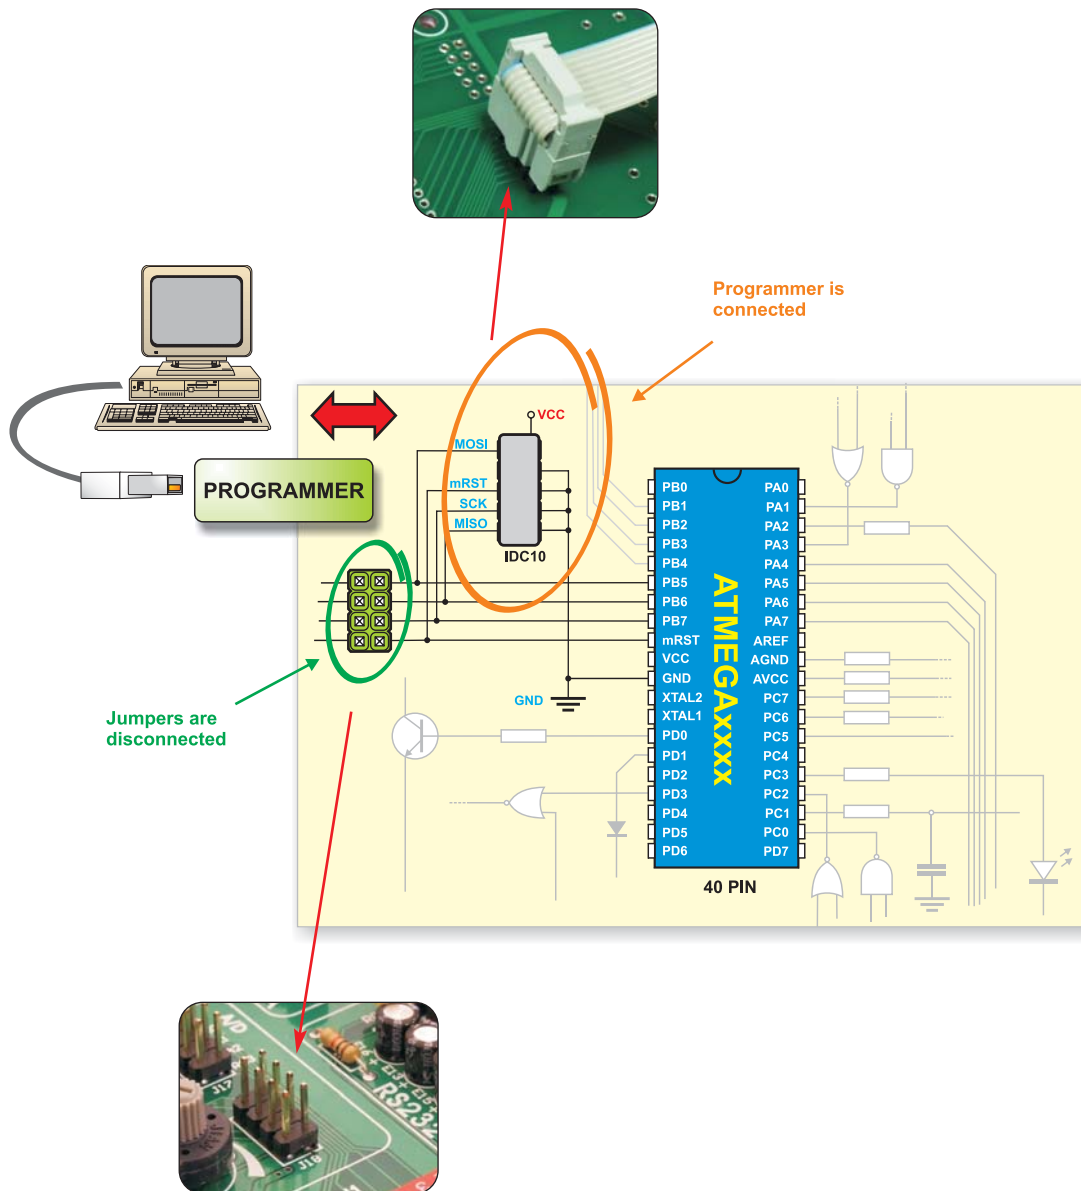 Programmer is
connected
VCC
MOSI
mRST
SCK
MISO
IDC10
PROGRAMMER
Jumpers are
disconnected
GND
PB0
PB1
PB2
PB3
PB4
PB5
PB6
PB7
mRST
VCC
GND
XTAL2
XTAL1
PD0
PD1
PD2
PD3
PD4
PD5
PD6
ATMEGAxxxx
PA0
PA1
PA2
PA3
PA4
PA5
PA6
PA7
AREF
AGND
AVCC
PC7
PC6
PC5
PC4
PC3
PC2
PC1
PC0
PD7
40 PIN
A/D
J17
J18
RS232